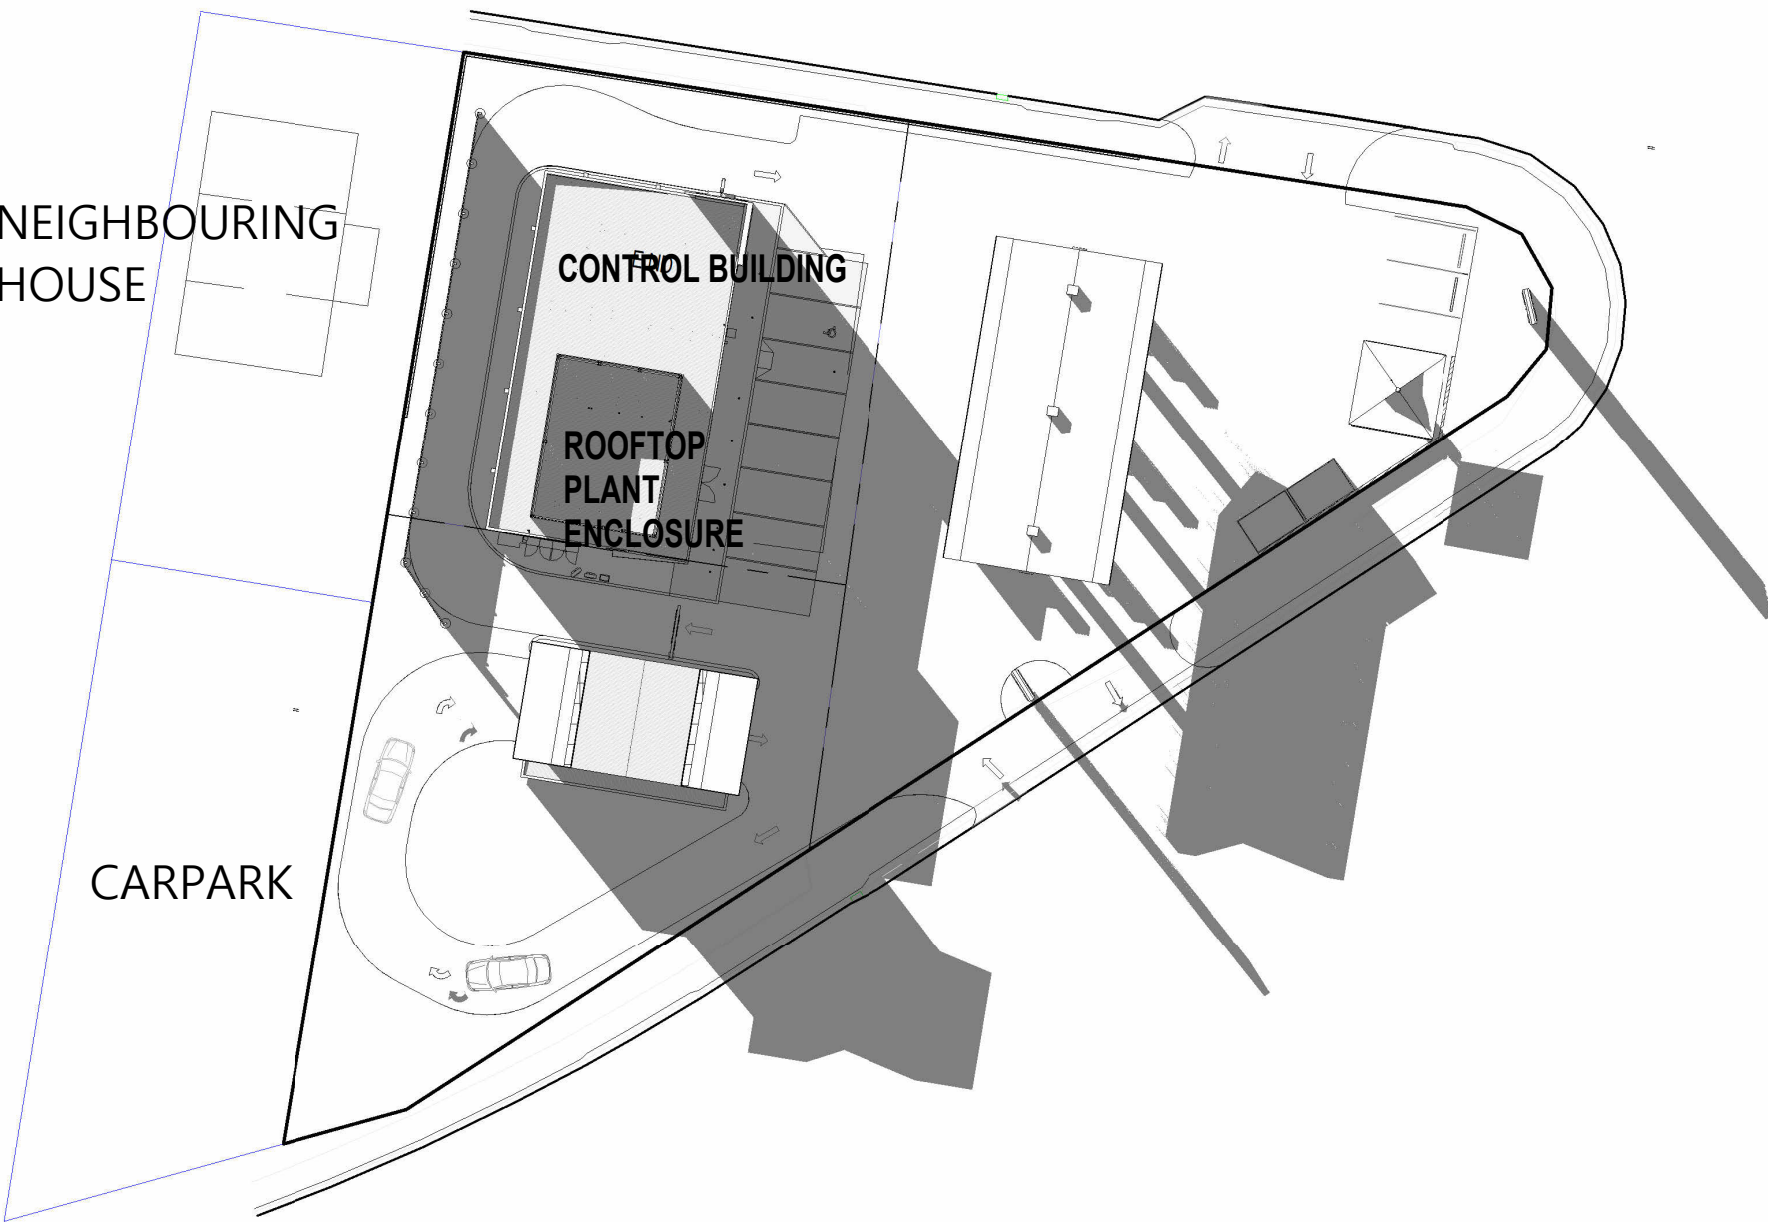 NEIGHBOURING
HOUSE
CONTROL BUILDING
ROOFTOP
PLANT
ENCLOSURE
CARPARK